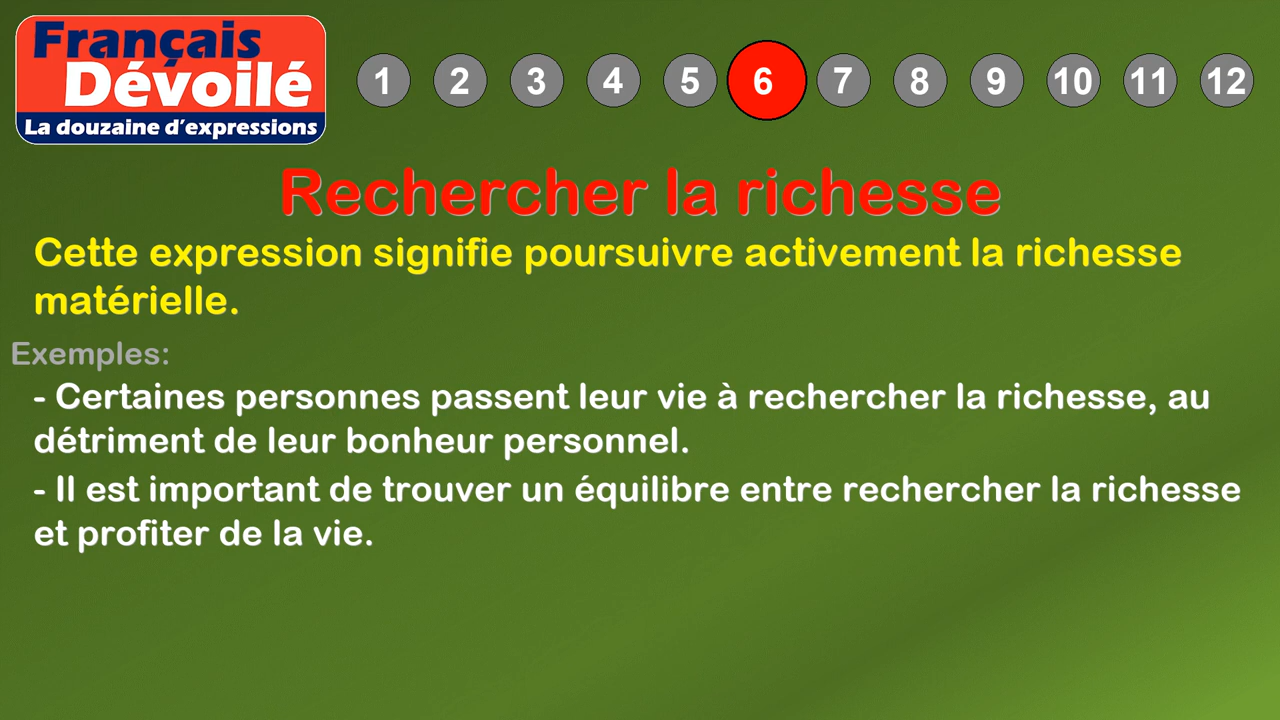 Français
Dévoilé
La douzaine d'expressions
1 2 3 4 5 6 7 8 9 10 11 12
Rechercher la richesse
Cette expression signifie poursuivre activement la richesse
matérielle.
Exemples:
- Certaines personnes passent leur vie à rechercher la richesse, au
détriment de leur bonheur personnel.
- Il est important de trouver un équilibre entre rechercher la richesse
et profiter de la vie.